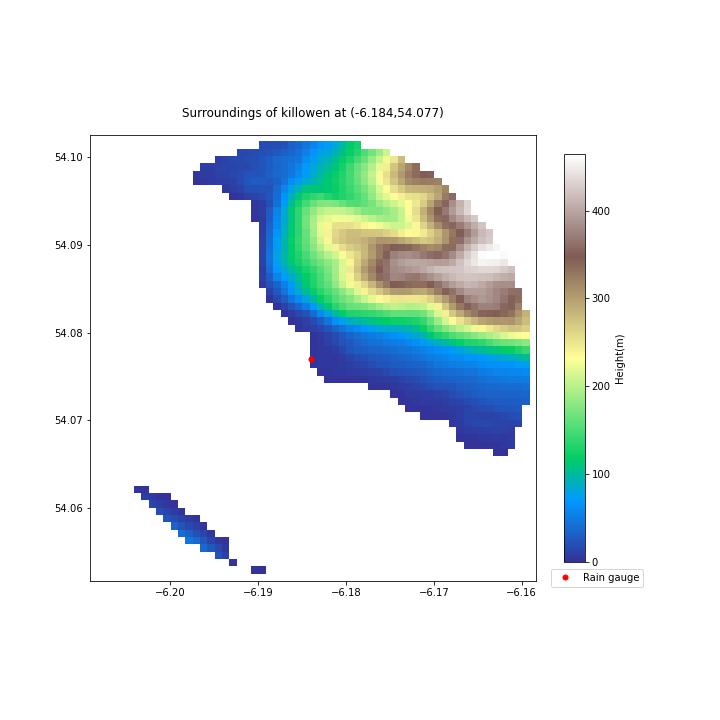 Surroundings of killowen at (-6.184,54.077)
54.10
54.09
54.08
54.07
54.06
−6.20 −6.19 −6.18 −6.17 −6.16
400
300
200
100
0
Height(m)
Rain gauge